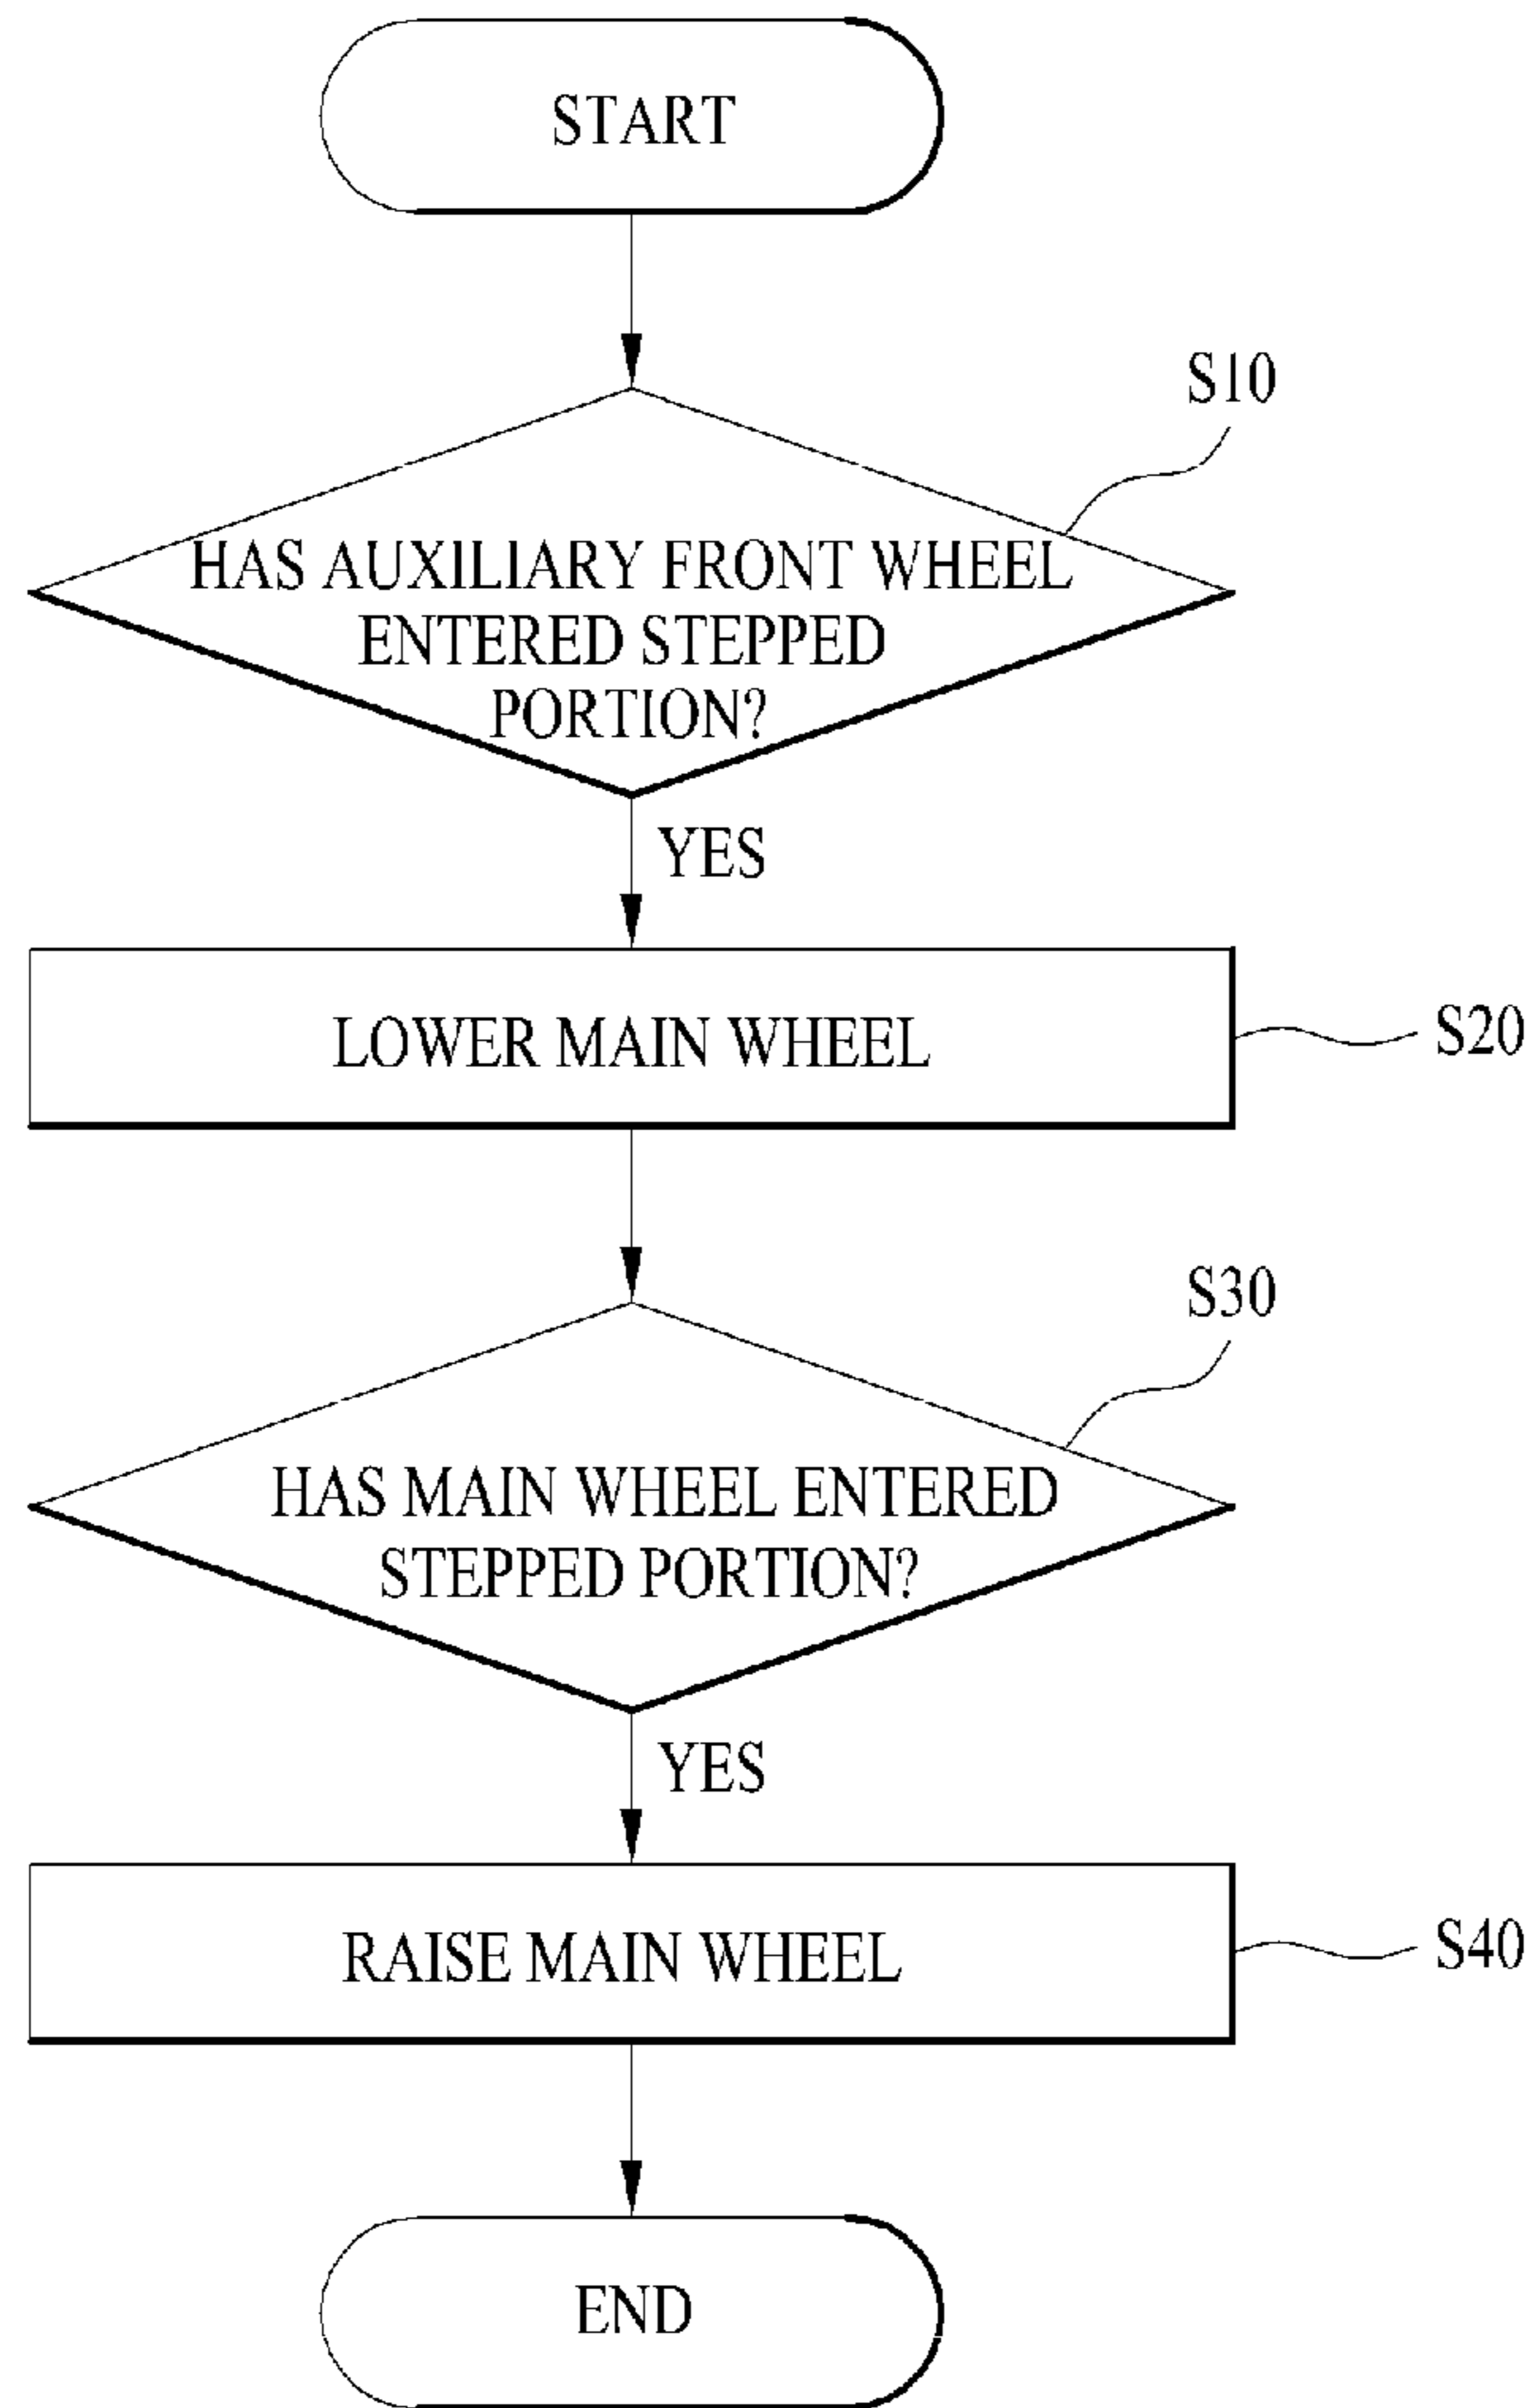 START
S10
HAS AUXILIARY FRONT WHEEL
ENTERED STEPPED
PORTION?
YES
LOWER MAIN WHEEL
S20
S30
HAS MAIN WHEEL ENTERED
STEPPED PORTION?
YES
RAISE MAIN WHEEL
S40
END